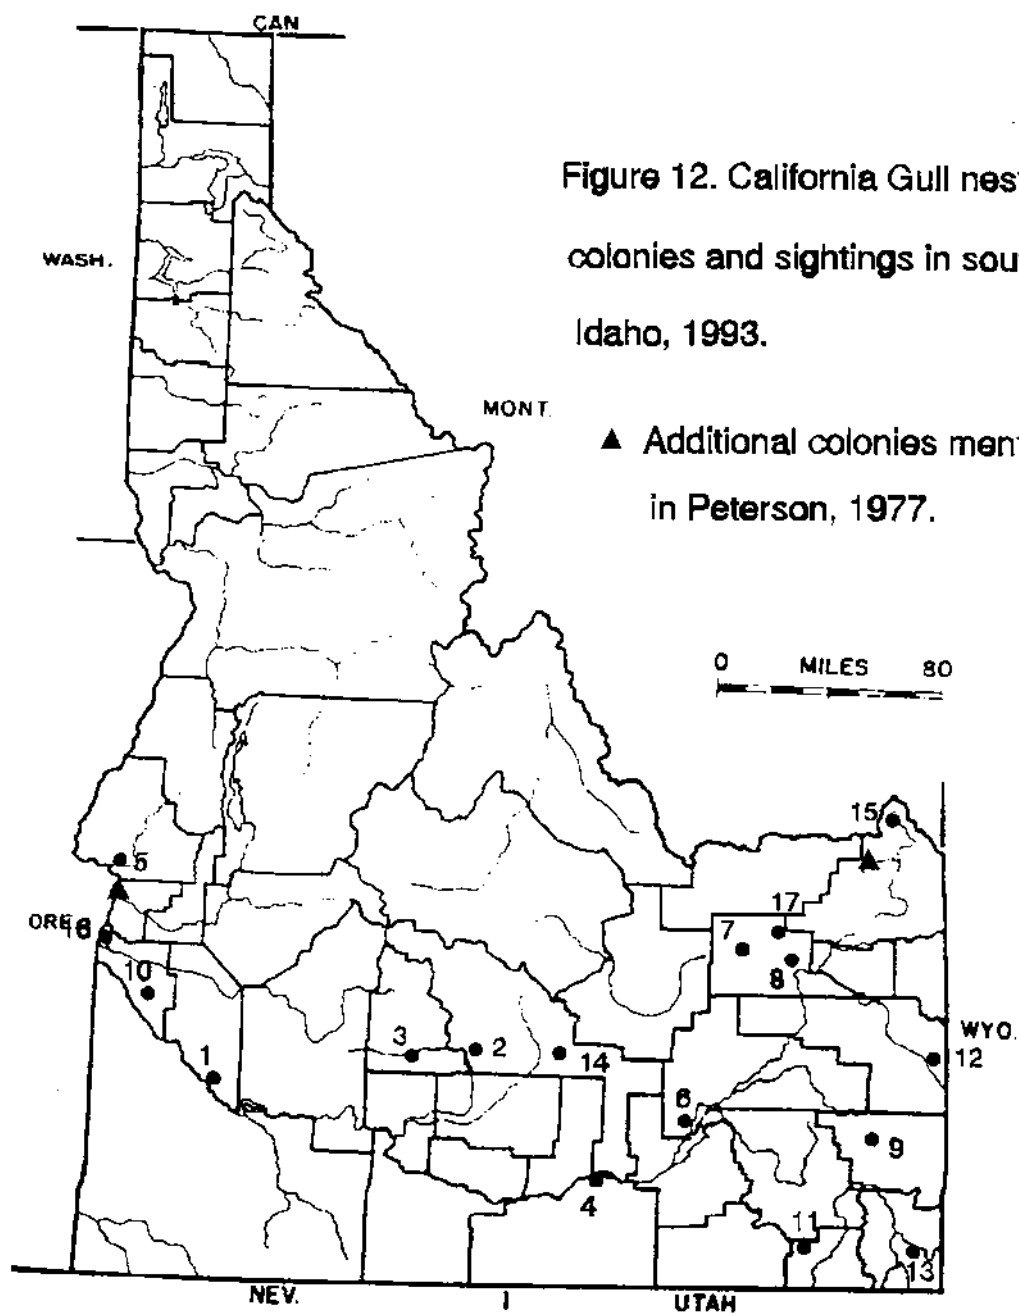 CAN
Figure 12. California Gull nes
colonies and sightings in sou
Idaho, 1993.
WASH.
MONT.
▲ Additional colonies men
in Peterson, 1977.
0 MILES 80
15
5
17
ORE
16
7
8
10
WYO.
3
2
14
12
1
6
9
4
11
13
NEV.
UTAH